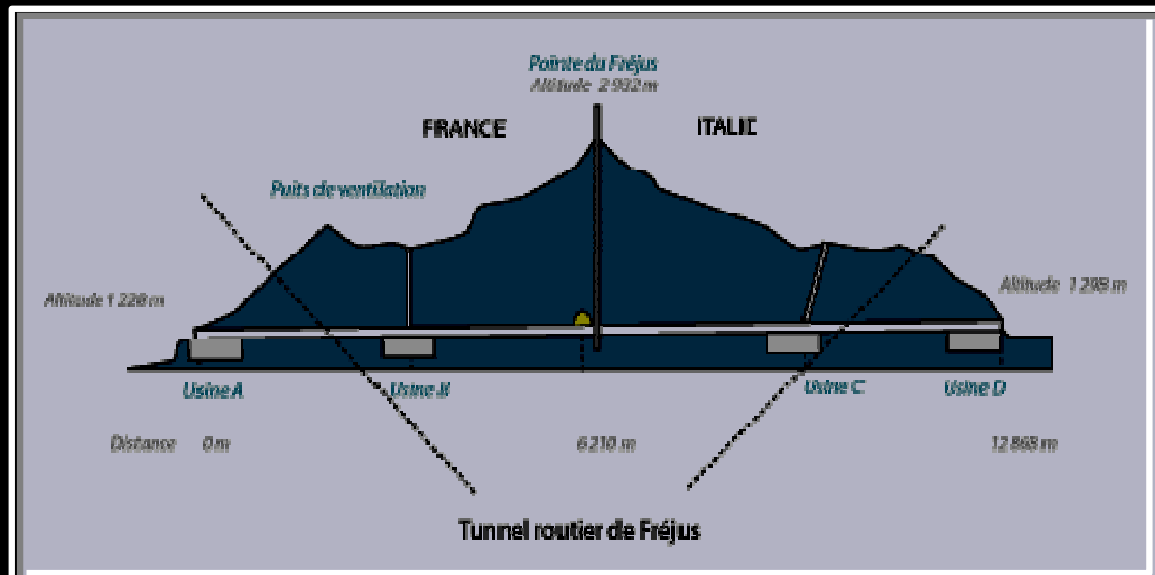 Pointe du Fréjus
Altitude 2 932 m
FRANCE
ITALIE
Puits de ventilation
Altitude 1 228 m
Altitude 1 298 m
Usine A
Usine B
Usine C
Usine D
Distance
0 m
6 210 m
12 868 m
Tunnel routier de Fréjus